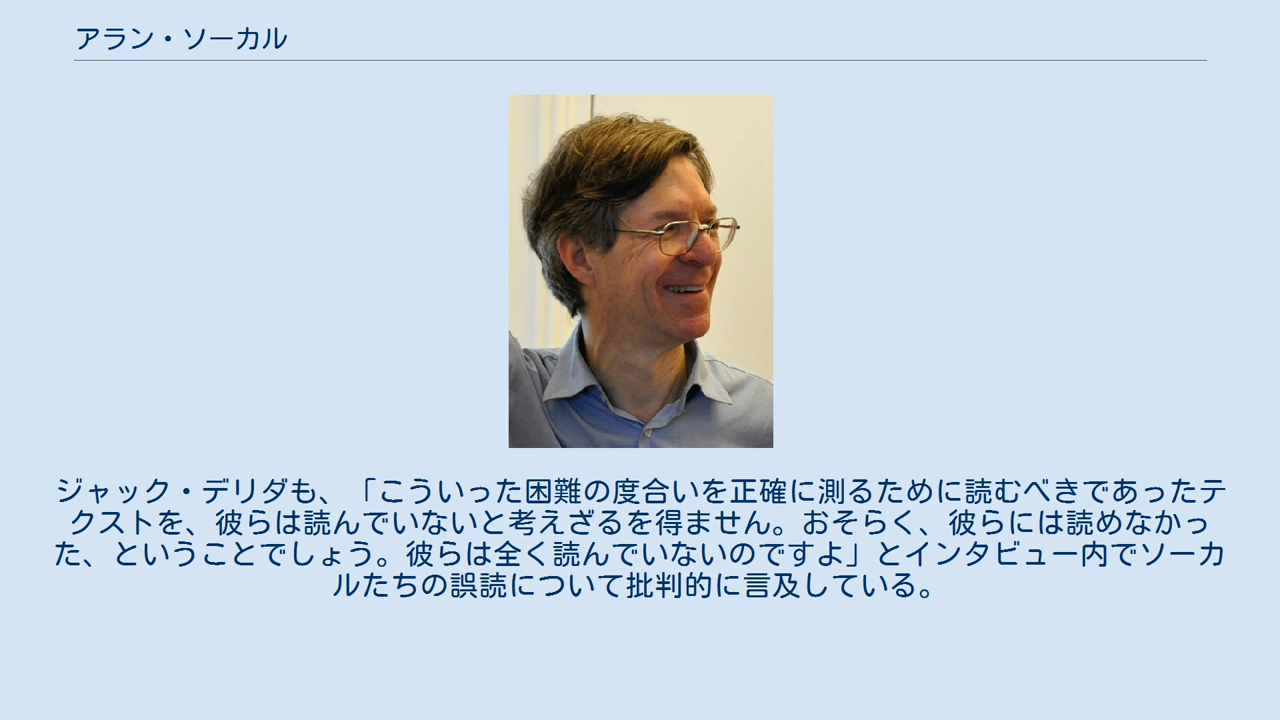 アラン・ソーカル
ジャック・デリダも、「こういった困難の度合いを正確に測るために読むべきであったテ
クストを、彼らは読んでいないと考えざるを得ません。おそらく、彼らには読めなかっ
た、ということでしょう。彼らは全く読んでいないのですよ」とインタビュー内でソーカ
ルたちの誤読について批判的に言及している。